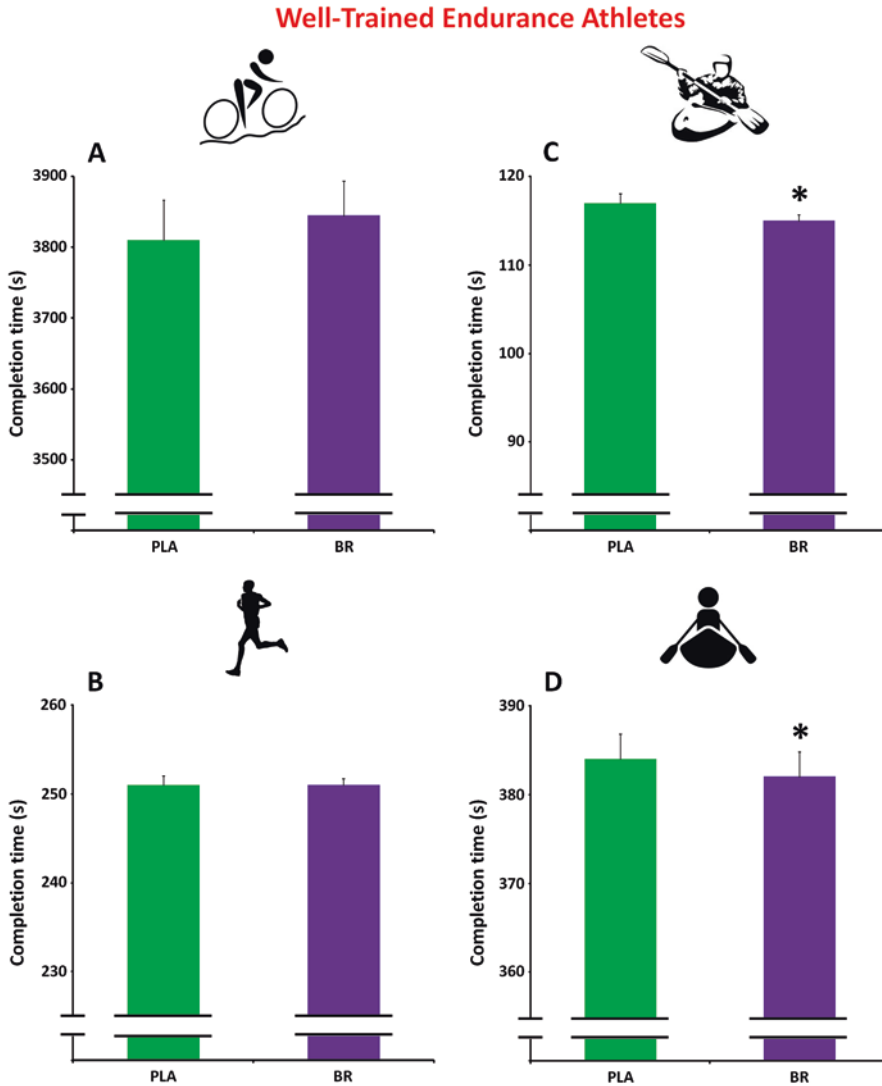 Well-Trained Endurance Athletes
A
Completion time (s)
3900
3800
3700
3600
3500
PLA BR
C
Completion time (s)
120
110
100
90
*
PLA BR
B
Completion time (s)
260
250
240
230
PLA BR
D
Completion time (s)
390
380
370
360
*
PLA BR